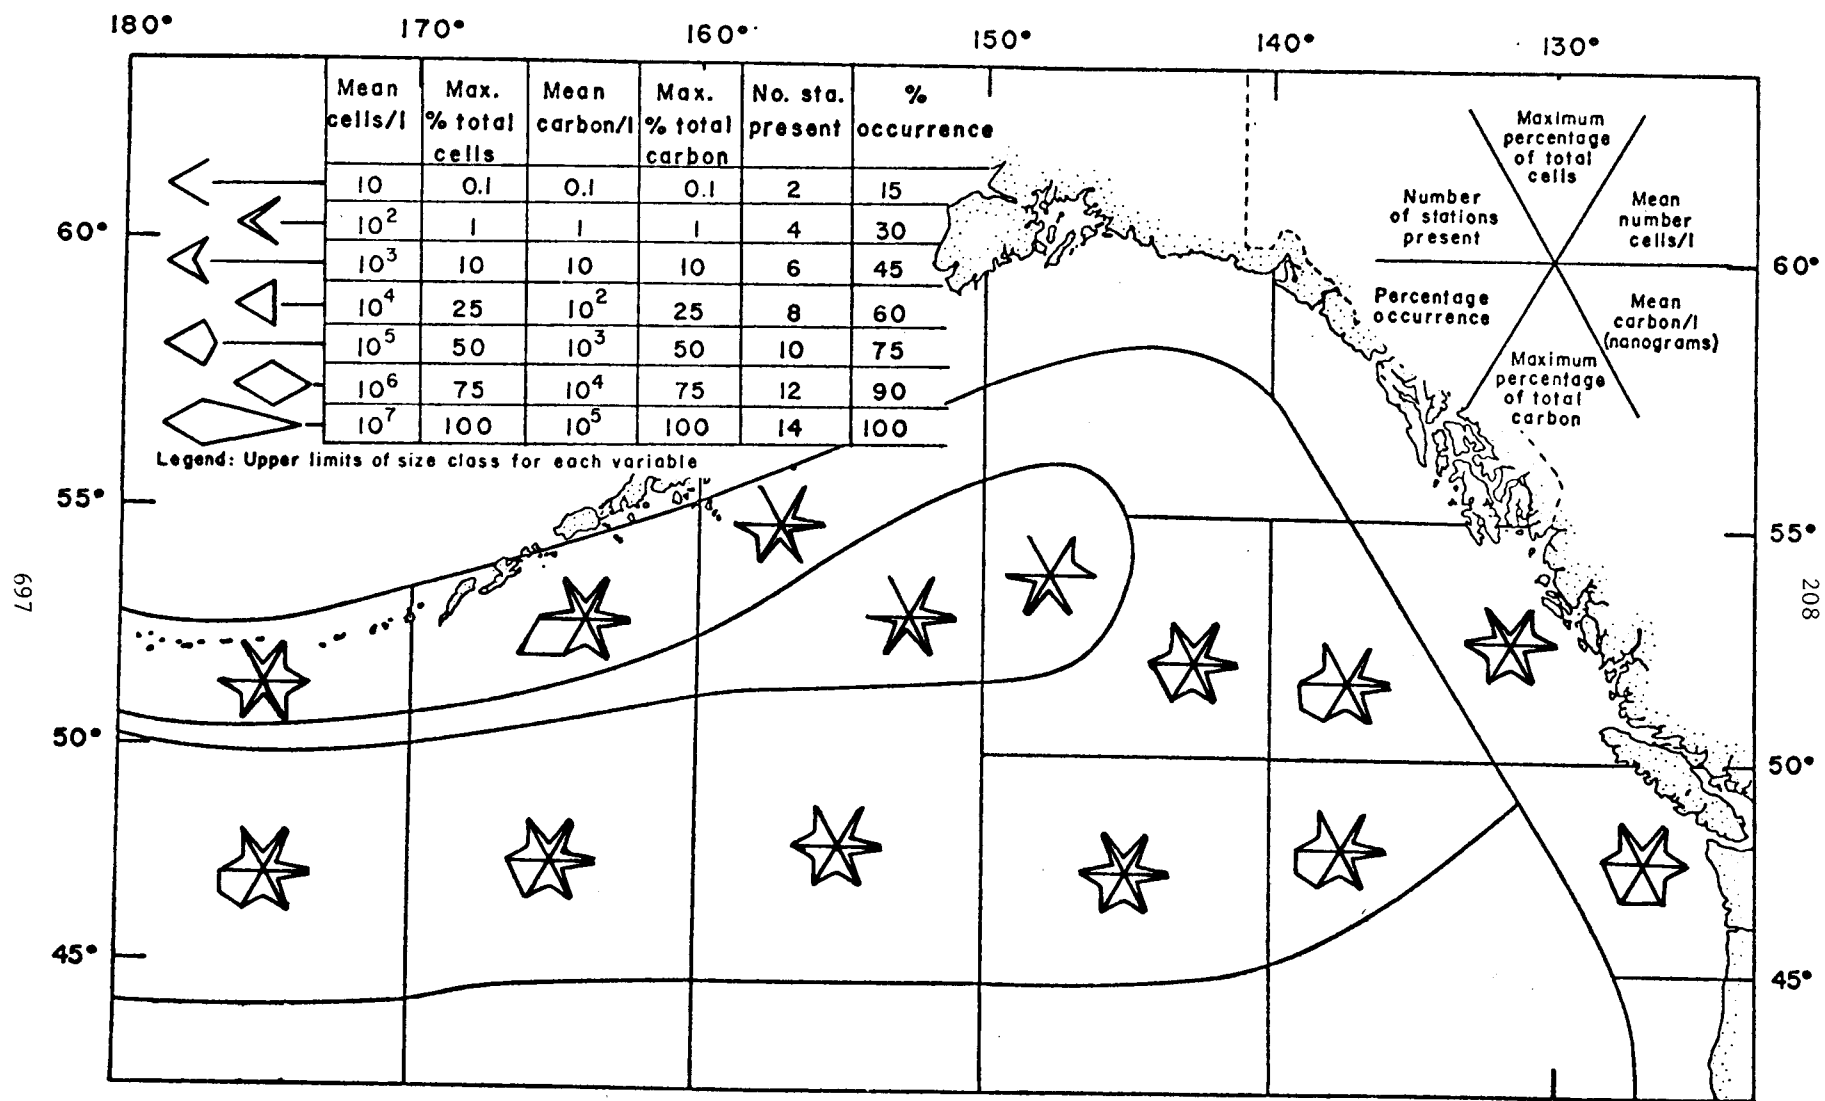 180° 170° 160° 150° 140° 130°
Mean cells/l Max. % total cells Mean carbon/l Max. % total carbon No. sta. present % occurrence
10 0.1 0.1 0.1 2 15
10² 1 1 1 4 30
10³ 10 10 10 6 45
10⁴ 25 10² 25 8 60
10⁵ 50 10³ 50 10 75
10⁶ 75 10⁴ 75 12 90
10⁷ 100 10⁵ 100 14 100
Legend: Upper limits of size class for each variable
Maximum
percentage
of total
cells
Number
of stations
present
Mean
number
cells/l
Percentage
occurrence
Mean
carbon/l
(nanograms)
Maximum
percentage
of total
carbon
60° 60°
55° 55°
50° 50°
45° 45°
697
208